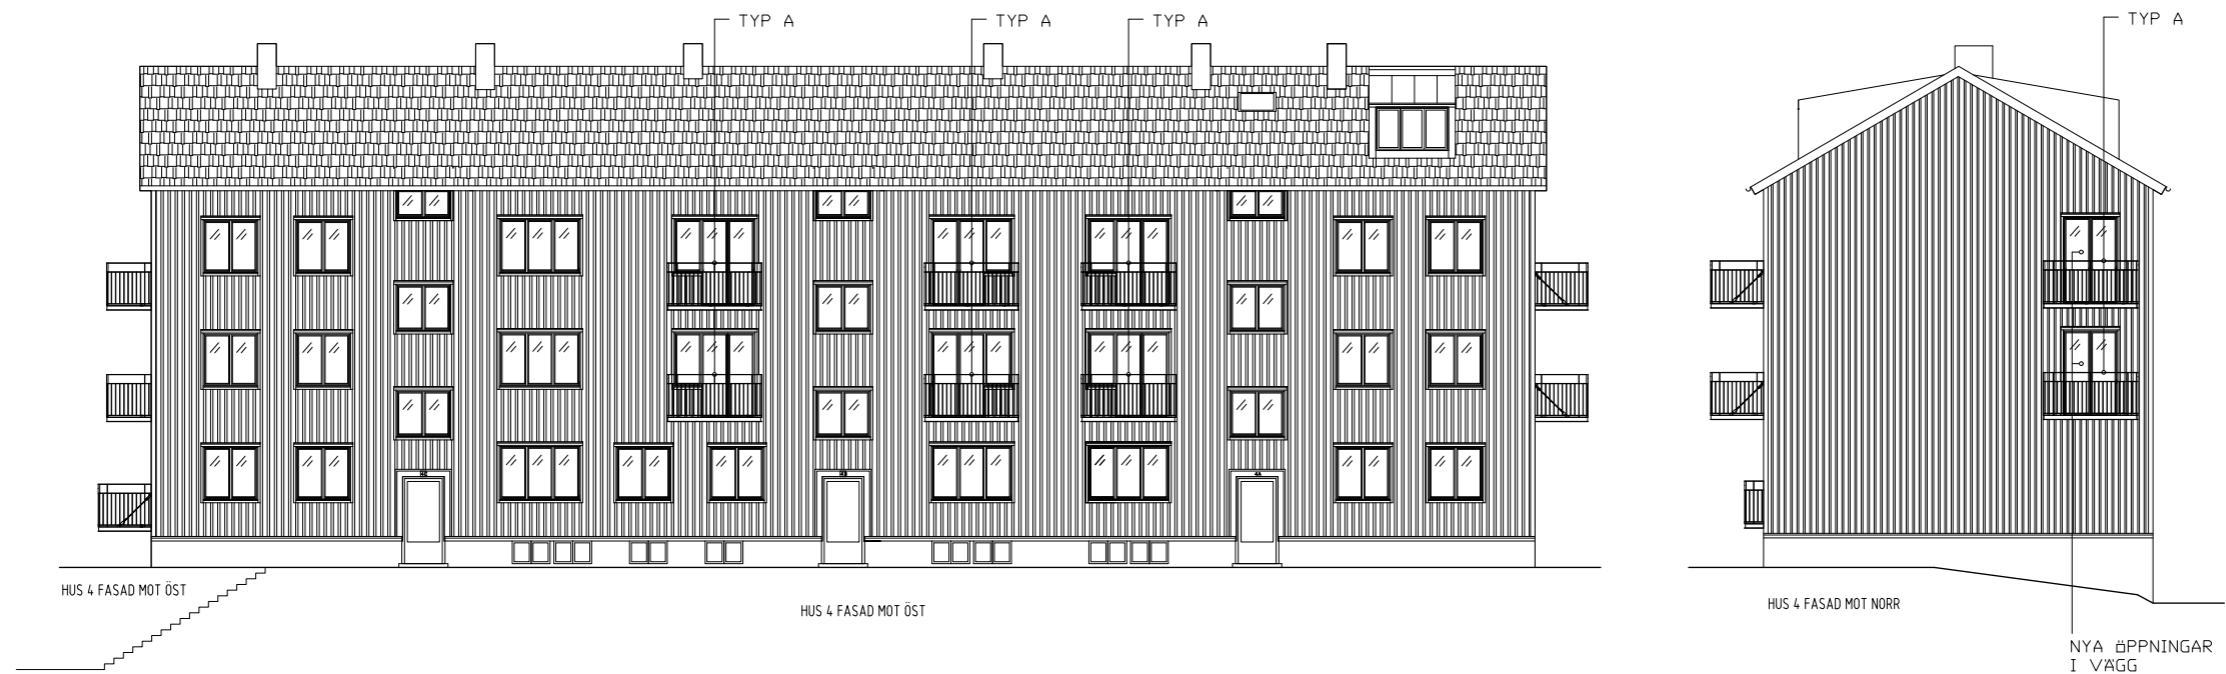 TYP A
TYP A
TYP A
TYP A
4A
HUS 4 FASAD MOT ÖST
HUS 4 FASAD MOT ÖST
HUS 4 FASAD MOT NORR
NYA ÖPPNINGAR
I VÄGG